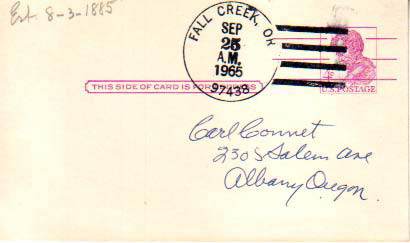 Est. 8-3-1885
FALL CREEK, OR
SEP
25
A.M.
1965
97438
4¢
U.S. POSTAGE
THIS SIDE OF CARD IS FOR
Carl Connet
230 S Salem Ave
Albany Oregon.